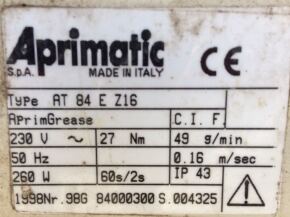 Aprimatic
S.p.A. MADE IN ITALY CE
Type AT 84 E Z16
AprimGrease C.I.F.
230 V ~ 27 Nm 49 g/min
50 Hz 0.16 m/sec
260 W 60s/2s IP 43
1998Nr.98G 84000300 S.004325